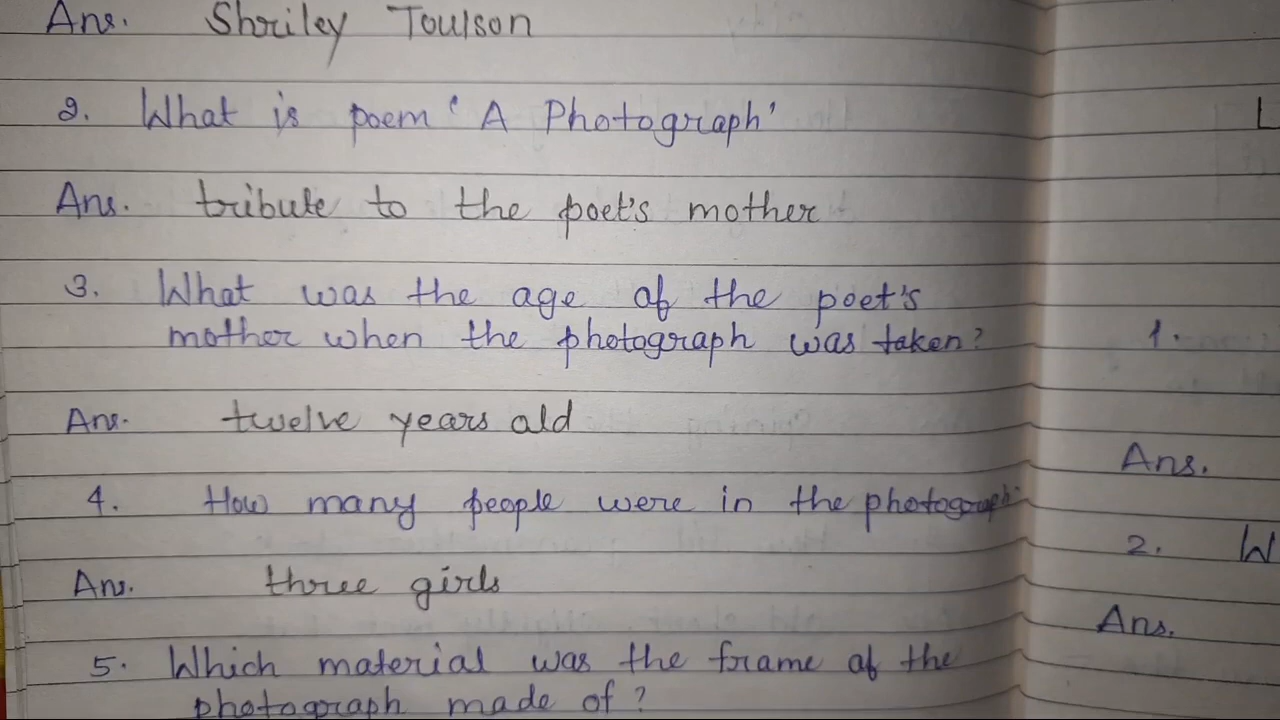 Ans. Shriley Toulson
2. What is poem 'A Photograph'
Ans. tribute to the poet's mother
3. What was the age of the poet's
mother when the photograph was taken?
Ans. twelve years old
4. How many people were in the photograph
Ans. three girls
5. Which material was the frame of the
photograph made of?
L
1.
Ans.
2. W
Ans.